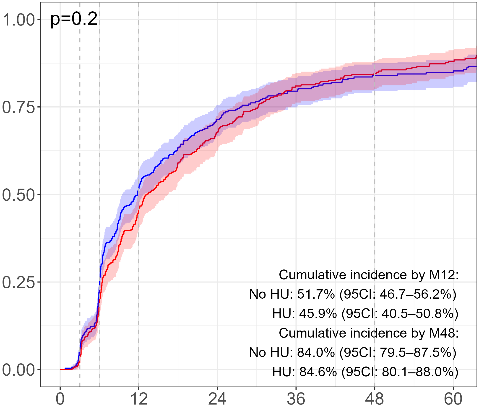 1.00
p=0.2
0.75
0.50
0.25
Cumulative incidence by M12:
No HU: 51.7% (95CI: 46.7–56.2%)
HU: 45.9% (95CI: 40.5–50.8%)
Cumulative incidence by M48:
No HU: 84.0% (95CI: 79.5–87.5%)
HU: 84.6% (95CI: 80.1–88.0%)
0.00
0 12 24 36 48 60